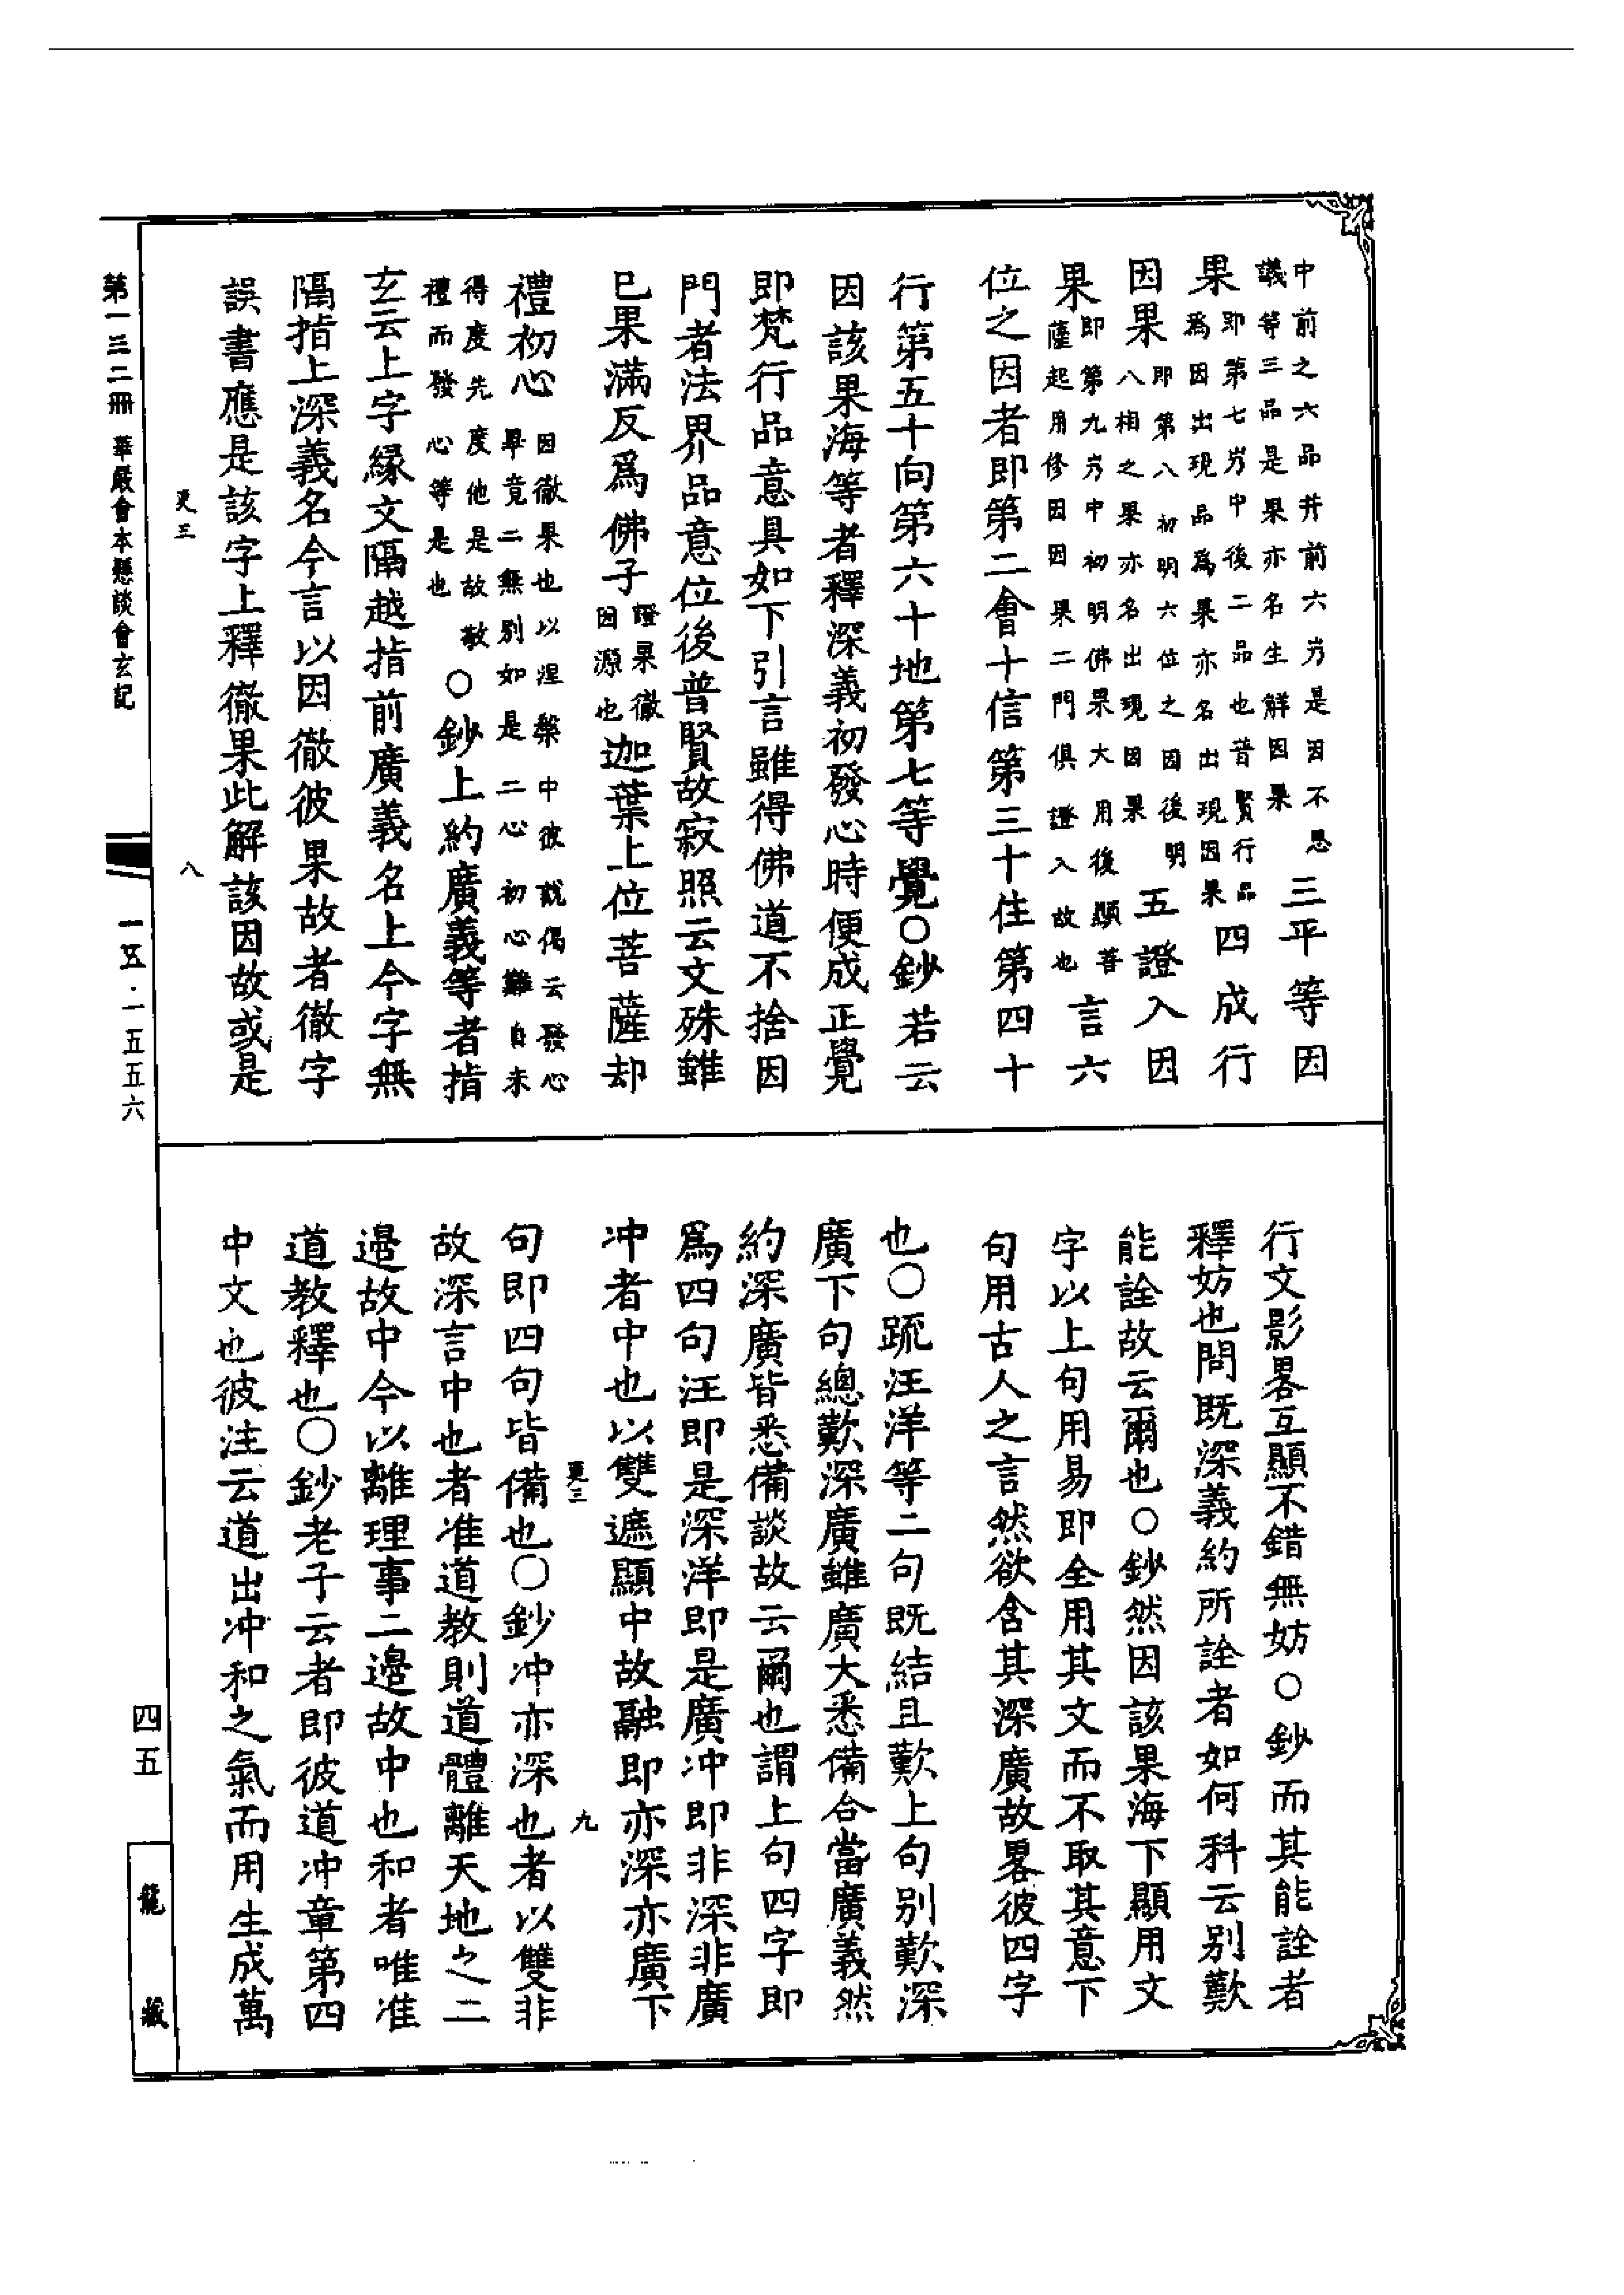 中前之六品并前六屶是因不思
議等三品是果亦名生解因果
三平等因
果
即第七屶中後二品也普賢行品
爲因出現品爲果亦名出現因果
四成行
因果
即第八初明六位之因後明
八相之果亦名出現因果
五證入因
果
即第九屶中初明佛果大用後顯菩
薩起用修因因果二門俱證入故也
言六
位之因者即第二會十信第三十住第四十
行第五十向第六十地第七等覺○鈔若云
因該果海等者釋深義初發心時便成正覺
即梵行品意具如下引言雖得佛道不捨因
門者法界品意位後普賢故寂照云文殊雖
已果滿反爲佛子
證果徹
因源也
迦葉上位菩薩却
禮初心
因徹果也以涅槃中彼說偈云發心
畢竟二無別如是二心初心難自未
得度先度他是故敬
禮而發心等是也
○鈔上約廣義等者指
玄云上字緣文隔越指前廣義名上今字無
隔指上深義名今言以因徹彼果故者徹字
誤書應是該字上釋徹果此解該因故或是
更三
八
行文影畧互顯不錯無妨○鈔而其能詮者
釋妨也問既深義約所詮者如何科云别歎
能詮故云爾也○鈔然因該果海下顯用文
字以上句用易即全用其文而不取其意下
句用古人之言然欲含其深廣故畧彼四字
也○䟽汪洋等二句既結且歎上句别歎深
廣下句總歎深廣雖廣大悉備合當廣義然
約深廣皆悉備談故云爾也謂上句四字即
爲四句汪即是深洋即是廣冲即非深非廣
冲者中也以雙遮顯中故融即亦深亦廣下
更三
九
句即四句皆備也○鈔冲亦深也者以雙非
故深言中也者准道教則道體離天地之二
邊故中今以離理事二邊故中也和者唯准
道教釋也○鈔老子云者即彼道冲章第四
中文也彼注云道出冲和之氣而用生成萬
第一三二冊 華嚴會本懸談會玄記
一五·一五五六
四五
龍藏